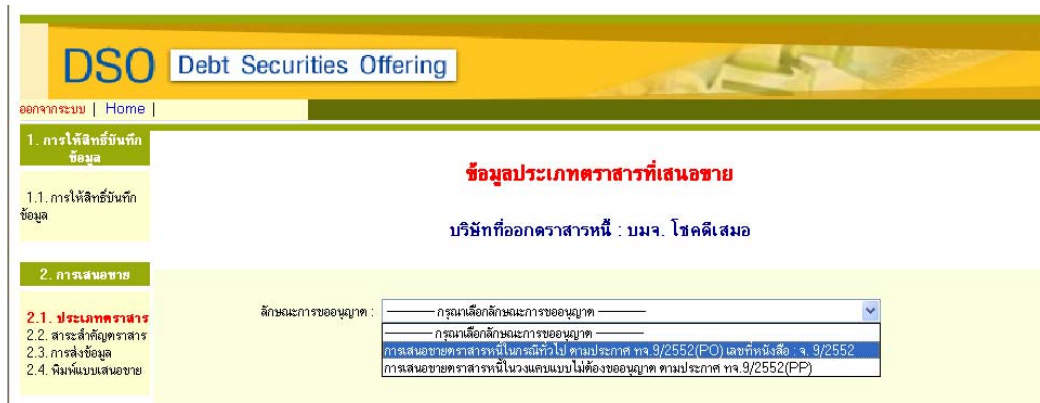 DSO Debt Securities Offering
ออกจากระบบ | Home |
1. การให้สิทธิ์บันทึก
ข้อมูล
1.1. การให้สิทธิ์บันทึก
ข้อมูล
2. การเสนอขาย
2.1. ประเภทตราสาร
2.2. สาระสำคัญตราสาร
2.3. การส่งข้อมูล
2.4. พิมพ์แบบเสนอขาย
ข้อมูลประเภทตราสารที่เสนอขาย
บริษัทที่ออกตราสารหนี้ : บมจ. โชคดีเสมอ
ลักษณะการขออนุญาต : ――― กรุณาเลือกลักษณะการขออนุญาต ―――
――― กรุณาเลือกลักษณะการขออนุญาต ―――
การเสนอขายตราสารหนี้ในกรณีทั่วไป ตามประกาศ ทจ.9/2552(PO) เลขที่หนังสือ : จ. 9/2552
การเสนอขายตราสารหนี้ในวงแคบแบบไม่ต้องขออนุญาต ตามประกาศ ทจ.9/2552(PP)